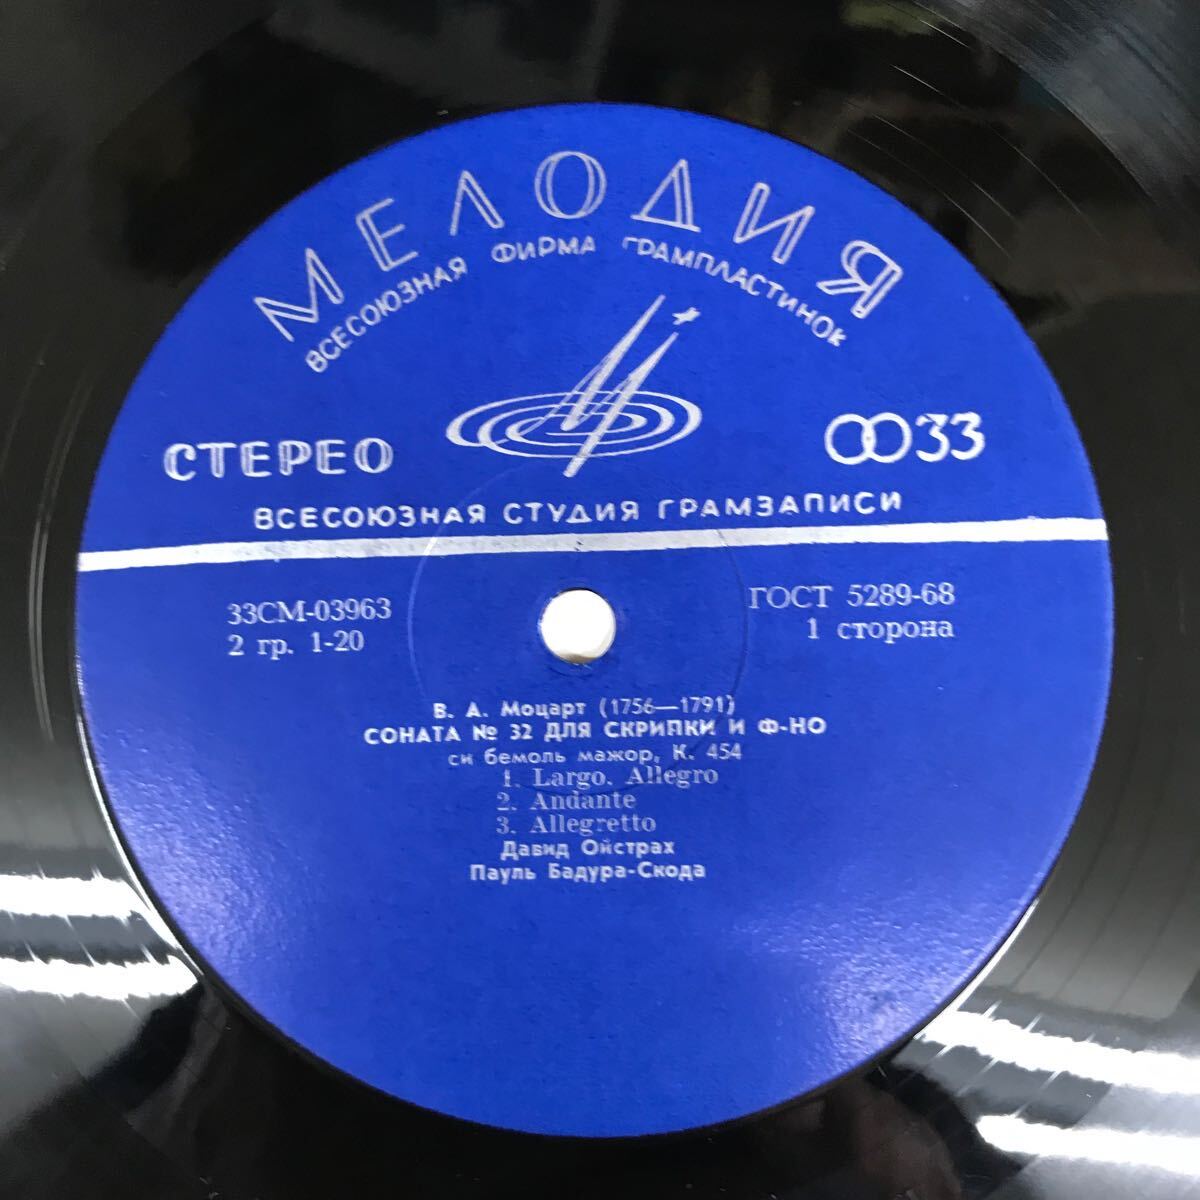 МЕЛОДИЯ
ВСЕСОЮЗНАЯ ФИРМА ГРАМПЛАСТИНОК
СТЕРЕО
33
ВСЕСОЮЗНАЯ СТУДИЯ ГРАМЗАПИСИ
33СМ-03963
2 гр. 1-20
ГОСТ 5289-68
1 сторона
В. А. Моцарт (1756—1791)
СОНАТА № 32 ДЛЯ СКРИПКИ И Ф-НО
си бемоль мажор, К. 454
1. Largo. Allegro
2. Andante
3. Allegretto
Давид Ойстрах
Пауль Бадура-Скода